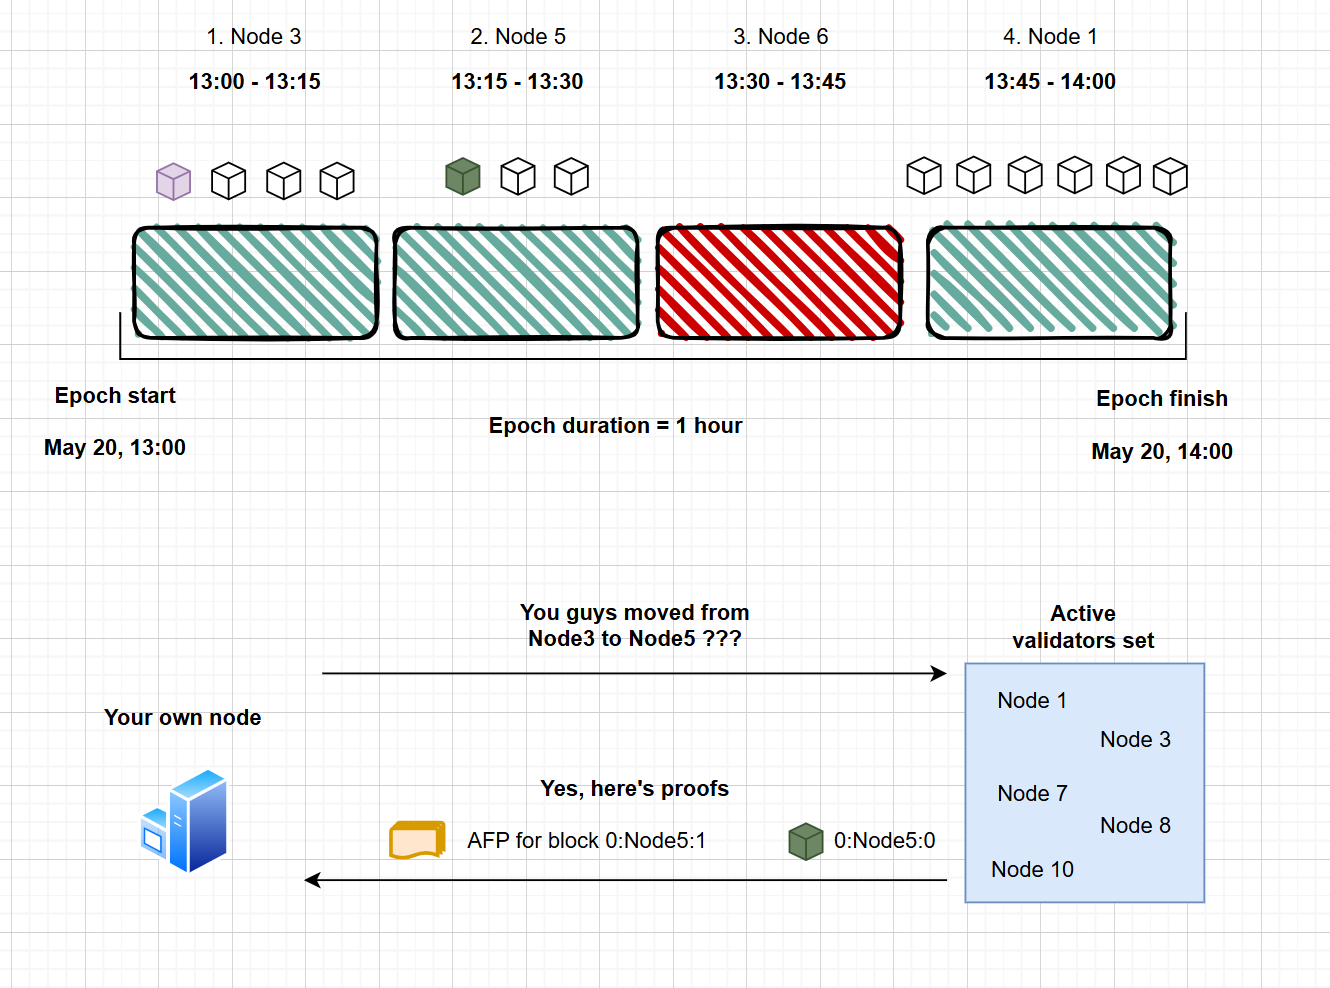 1. Node 3
2. Node 5
3. Node 6
4. Node 1
13:00 - 13:15
13:15 - 13:30
13:30 - 13:45
13:45 - 14:00
Epoch start
May 20, 13:00
Epoch duration = 1 hour
Epoch finish
May 20, 14:00
You guys moved from
Node3 to Node5 ???
Active
validators set
Node 1
Node 3
Node 7
Node 8
Node 10
Your own node
Yes, here's proofs
AFP for block 0:Node5:1
0:Node5:0